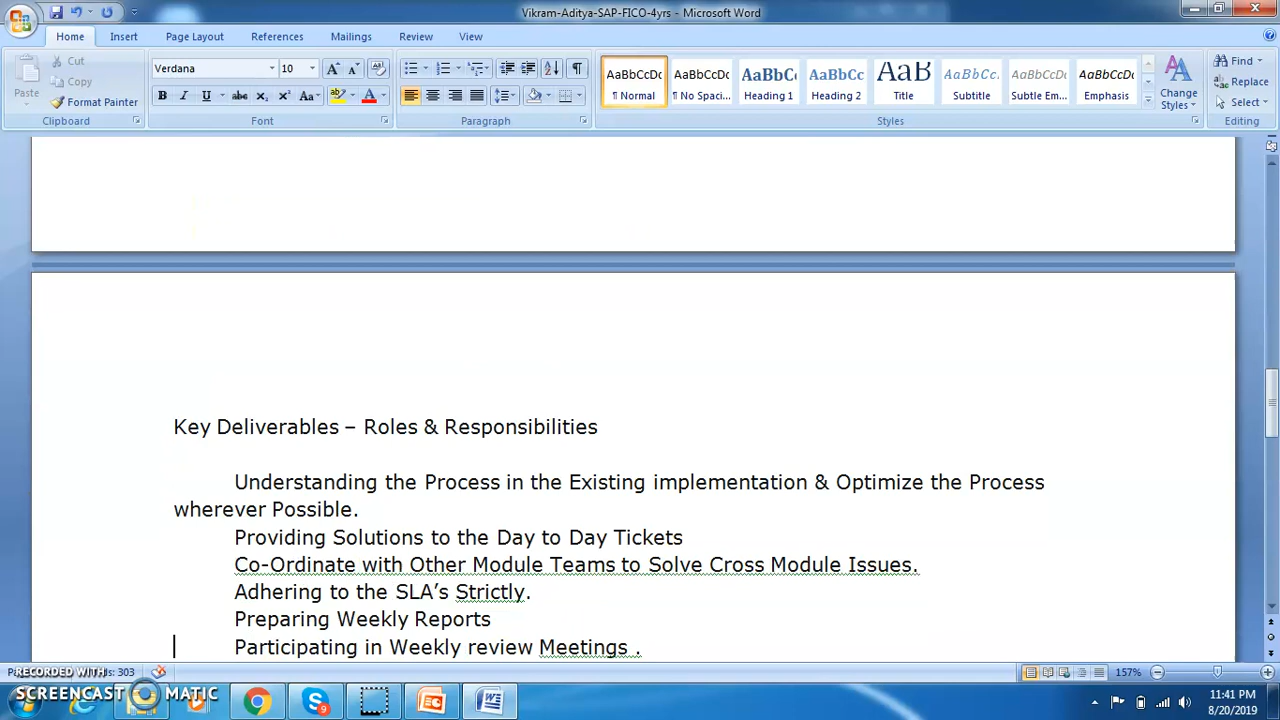 Vikram-Aditya-SAP-FICO-4yrs - Microsoft Word
Home Insert Page Layout References Mailings Review View
Cut
Copy
Format Painter
Paste
Clipboard
Verdana 10
Font
Paragraph
AaBbCcDc AaBbCcDc AaBbCc AaBbCc AaB AaBbCc. AaBbCcDc AaBbCcDc
¶ Normal ¶ No Spaci... Heading 1 Heading 2 Title Subtitle Subtle Em... Emphasis
Change Styles
Styles
Find
Replace
Select
Editing
Key Deliverables – Roles & Responsibilities
Understanding the Process in the Existing implementation & Optimize the Process
wherever Possible.
Providing Solutions to the Day to Day Tickets
Co-Ordinate with Other Module Teams to Solve Cross Module Issues.
Adhering to the SLA’s Strictly.
Preparing Weekly Reports
Participating in Weekly review Meetings .
: 303
157%
RECORDED WITH
SCREENCAST MATIC
11:41 PM
8/20/2019